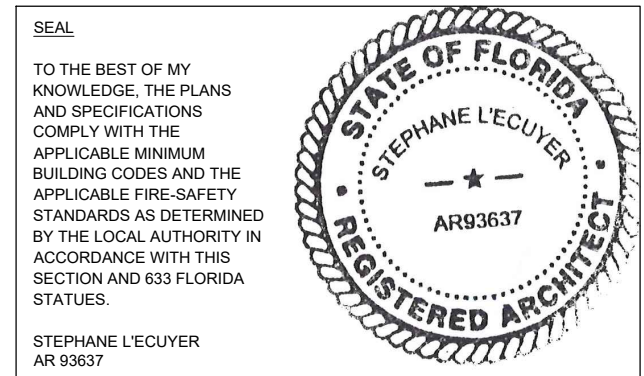 SEAL
TO THE BEST OF MY
KNOWLEDGE, THE PLANS
AND SPECIFICATIONS
COMPLY WITH THE
APPLICABLE MINIMUM
BUILDING CODES AND THE
APPLICABLE FIRE-SAFETY
STANDARDS AS DETERMINED
BY THE LOCAL AUTHORITY IN
ACCORDANCE WITH THIS
SECTION AND 633 FLORIDA
STATUES.
STEPHANE L'ECUYER
AR 93637
STATE OF FLORIDA
STEPHANE L'ECUYER
AR93637
REGISTERED ARCHITECT